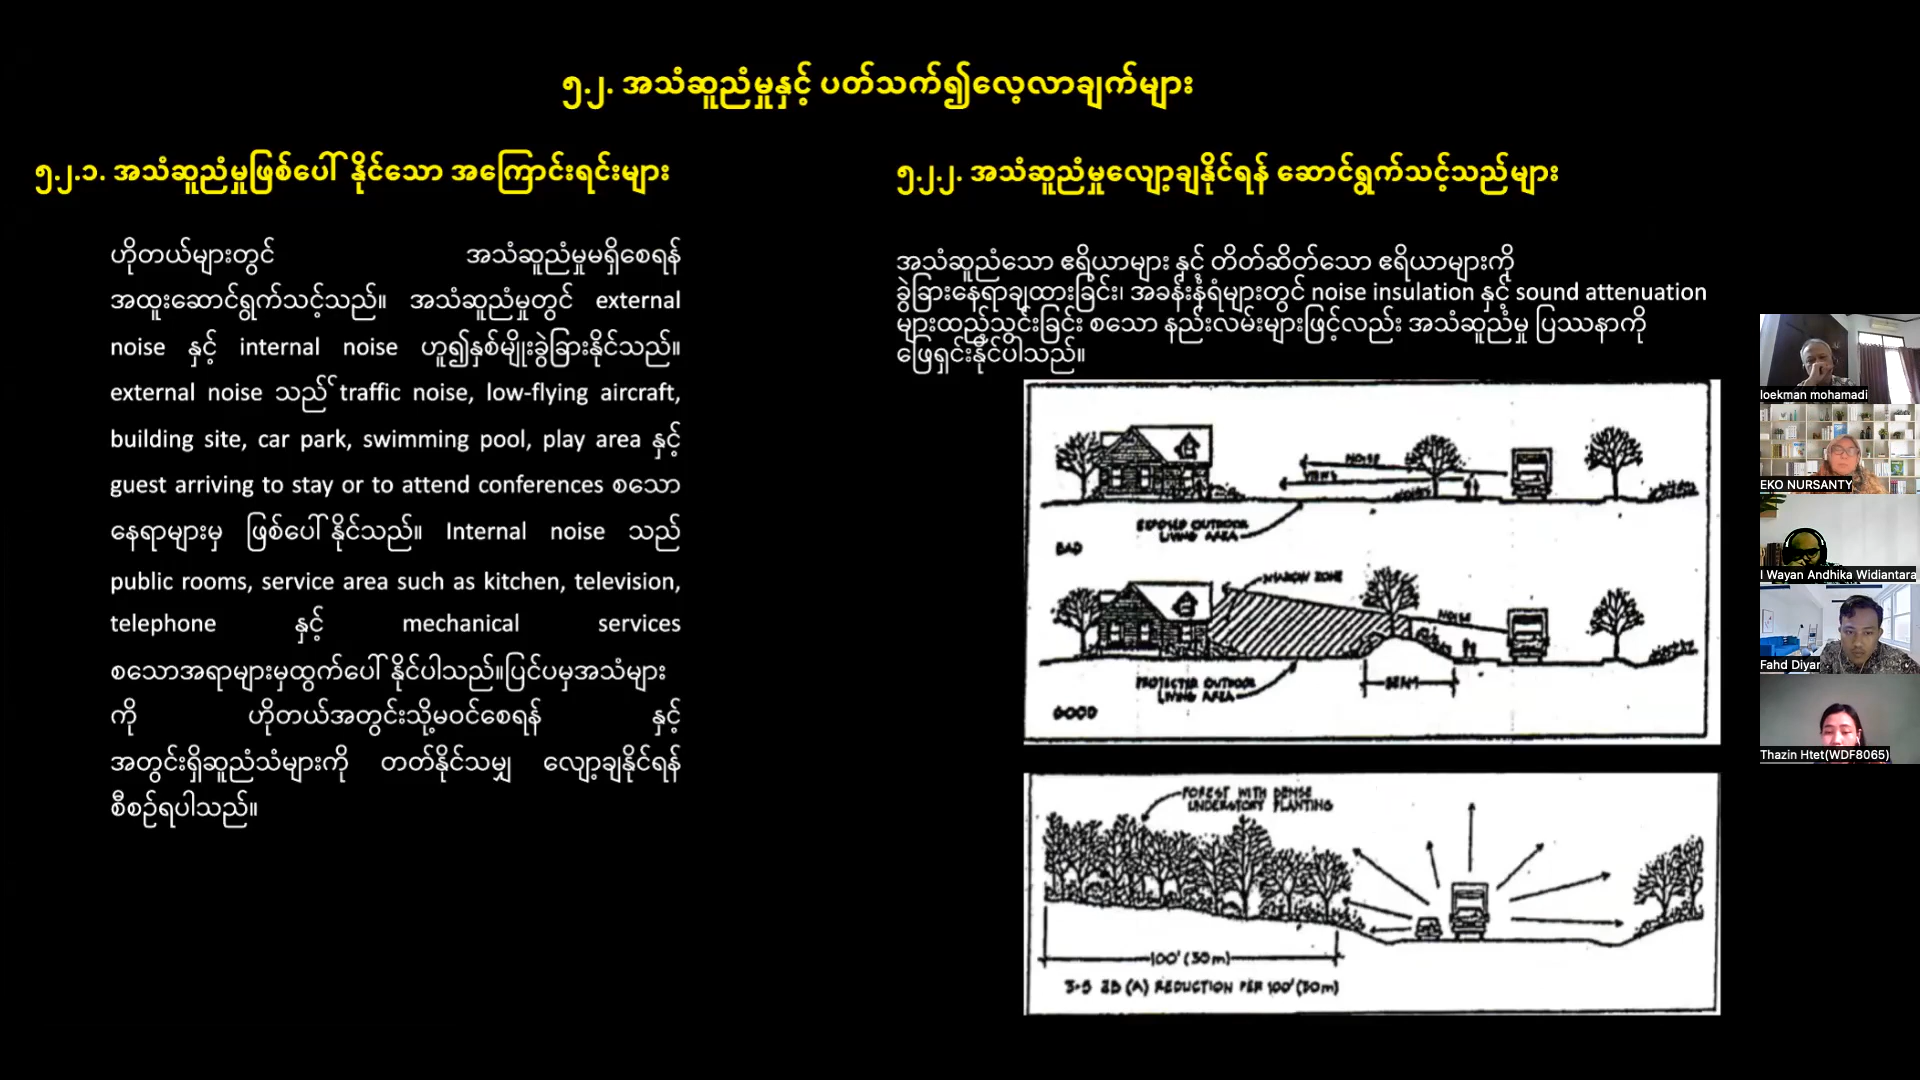 ၅.၂. အသံဆူညံမှုနှင့် ပတ်သက်၍လေ့လာချက်များ
၅.၂.၁. အသံဆူညံမှုဖြစ်ပေါ်နိုင်သော အကြောင်းရင်းများ
ဟိုတယ်များတွင် အသံဆူညံမှုမရှိစေရန်
အထူးဆောင်ရွက်သင့်သည်။ အသံဆူညံမှုတွင် external
noise နှင့် internal noise ဟူ၍နှစ်မျိုးခွဲခြားနိုင်သည်။
external noise သည် traffic noise, low-flying aircraft,
building site, car park, swimming pool, play area နှင့်
guest arriving to stay or to attend conferences စသော
နေရာများမှ ဖြစ်ပေါ်နိုင်သည်။ Internal noise သည်
public rooms, service area such as kitchen, television,
telephone နှင့် mechanical services
စသောအရာများမှထွက်ပေါ်နိုင်ပါသည်။ပြင်ပမှအသံများ
ကို ဟိုတယ်အတွင်းသို့မဝင်စေရန် နှင့်
အတွင်းရှိဆူညံသံများကို တတ်နိုင်သမျှ လျော့ချနိုင်ရန်
စီစဉ်ရပါသည်။
၅.၂.၂. အသံဆူညံမှုလျော့ချနိုင်ရန် ဆောင်ရွက်သင့်သည်များ
အသံဆူညံသော ဧရိယာများ နှင့် တိတ်ဆိတ်သော ဧရိယာများကို
ခွဲခြားနေရာချထားခြင်း၊ အခန်းနံရံများတွင် noise insulation နှင့် sound attenuation
များထည့်သွင်းခြင်း စသော နည်းလမ်းများဖြင့်လည်း အသံဆူညံမှု ပြဿနာကို
ဖြေရှင်းနိုင်ပါသည်။
NOISE
EXPOSED OUTDOOR
LIVING AREA
BAD
SHADOW ZONE
NOISE
PROTECTED OUTDOOR
LIVING AREA
GOOD
FOREST WITH DENSE
UNDERSTORY PLANTING
100' (30m)
3-5 dB (A) REDUCTION PER 100' (30m)
loekman mohamadi
EKO NURSANTY
I Wayan Andhika Widiantara
Fahd Diyar
Thazin Htet(WDF8065)